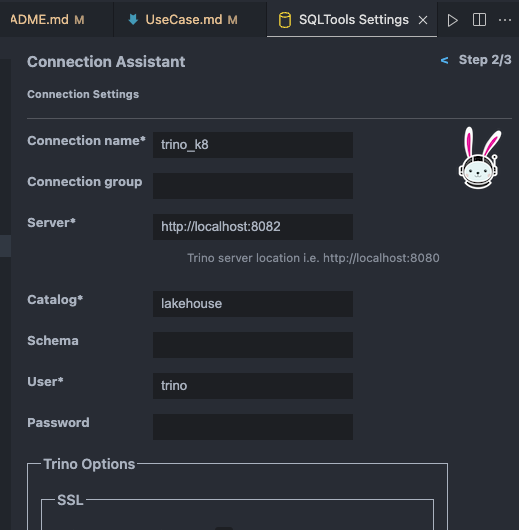 ADME.md M
UseCase.md M
SQLTools Settings
Connection Assistant
< Step 2/3
Connection Settings
Connection name* trino_k8
Connection group
Server* http://localhost:8082
Trino server location i.e. http://localhost:8080
Catalog* lakehouse
Schema
User* trino
Password
Trino Options
SSL